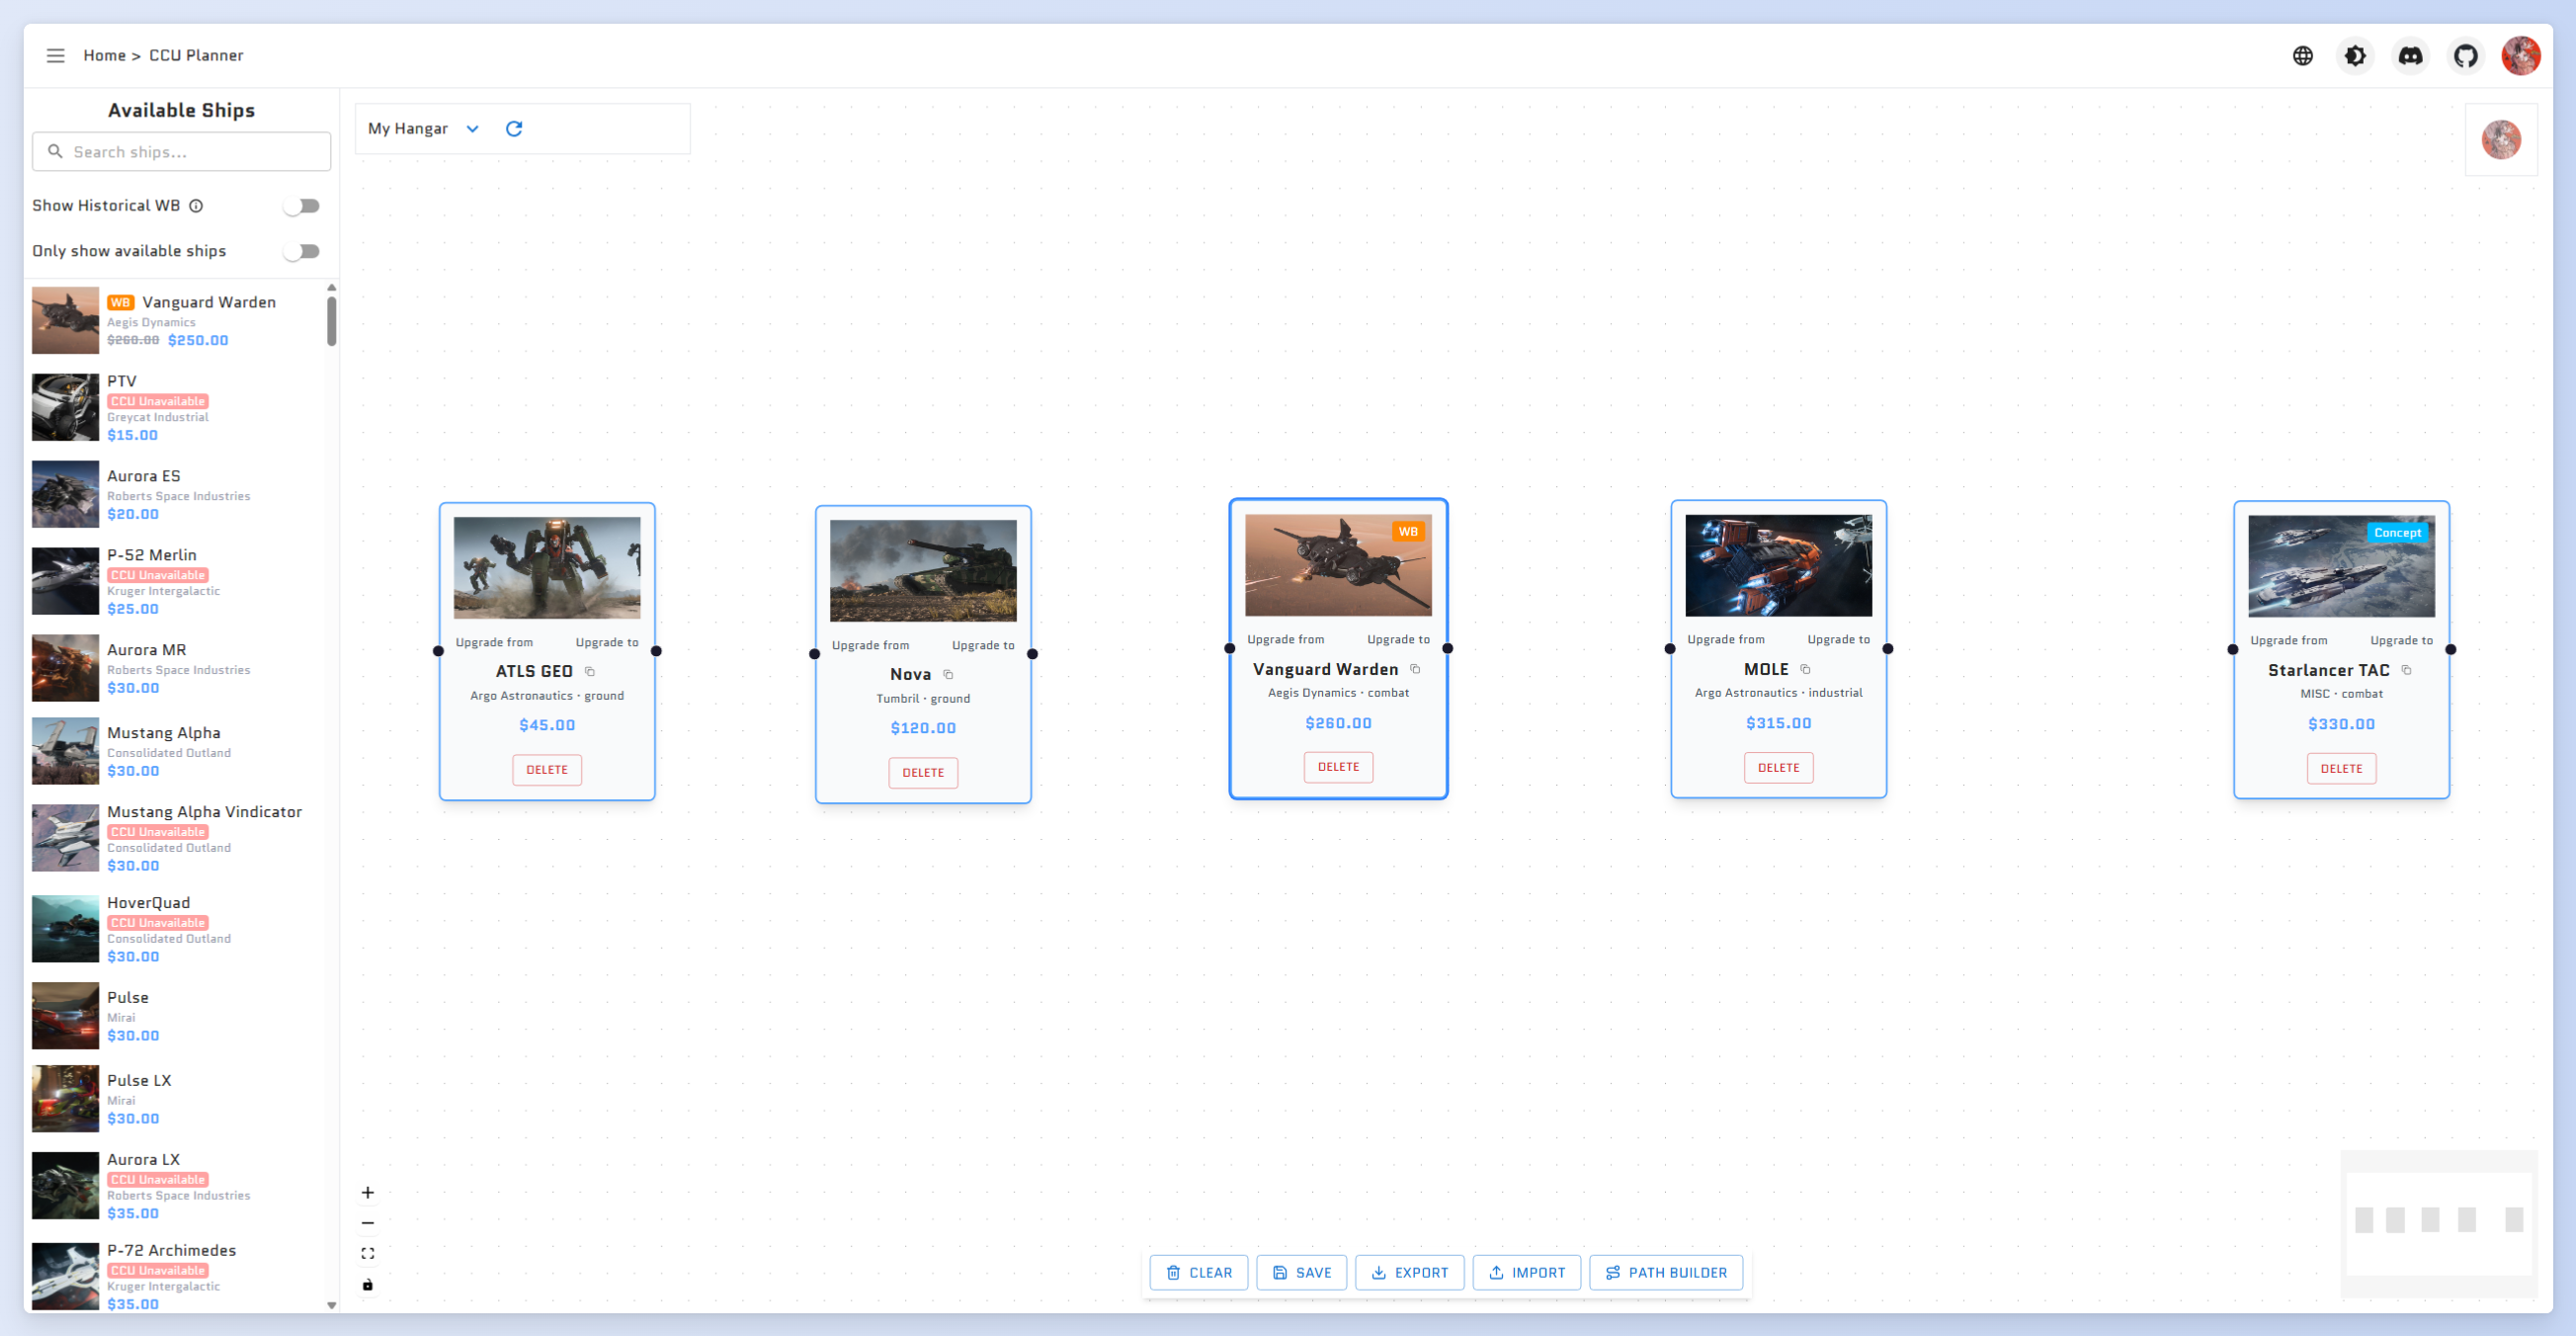 Home > CCU Planner
Available Ships
Search ships...
Show Historical WB
Only show available ships
WB Vanguard Warden
Aegis Dynamics
$260.00 $250.00
PTV
CCU Unavailable
Greycat Industrial
$15.00
Aurora ES
Roberts Space Industries
$20.00
P-52 Merlin
CCU Unavailable
Kruger Intergalactic
$25.00
Aurora MR
Roberts Space Industries
$30.00
Mustang Alpha
Consolidated Outland
$30.00
Mustang Alpha Vindicator
CCU Unavailable
Consolidated Outland
$30.00
HoverQuad
CCU Unavailable
Consolidated Outland
$30.00
Pulse
Mirai
$30.00
Pulse LX
Mirai
$30.00
Aurora LX
CCU Unavailable
Roberts Space Industries
$35.00
P-72 Archimedes
CCU Unavailable
Kruger Intergalactic
$35.00
My Hangar
Upgrade from Upgrade to
ATLS GEO
Argo Astronautics · ground
$45.00
DELETE
Upgrade from Upgrade to
Nova
Tumbril · ground
$120.00
DELETE
WB
Upgrade from Upgrade to
Vanguard Warden
Aegis Dynamics · combat
$260.00
DELETE
Upgrade from Upgrade to
MOLE
Argo Astronautics · industrial
$315.00
DELETE
Concept
Upgrade from Upgrade to
Starlancer TAC
MISC · combat
$330.00
DELETE
CLEAR SAVE EXPORT IMPORT PATH BUILDER